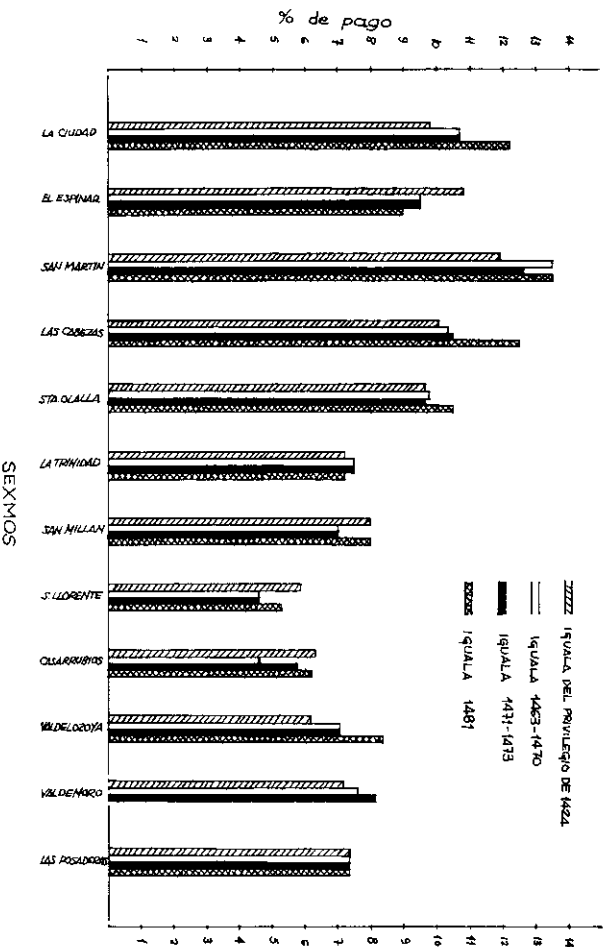 % de pago
1 2 3 4 5 6 7 8 9 10 11 12 13 14
LA CIUDAD
EL ESPINAR
SAN MARTIN
LAS CABEZAS
STA. OLALLA
LA TRINIDAD
SAN MILLAN
S. LLORENTE
CASARRUBIOS
VALDELOZOYA
VALDEMORO
LAS POSADERAS
SEXMOS
IGUALA DEL PRIVILEGIO DE 1424
IGUALA 1463-1470
IGUALA 1471-1473
IGUALA 1481
1 2 3 4 5 6 7 8 9 10 11 12 13 14